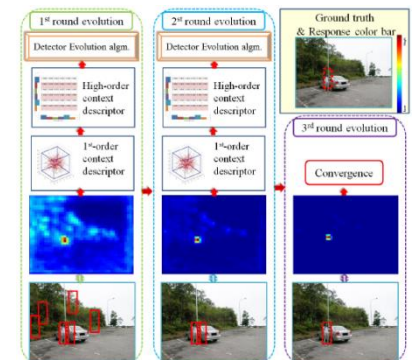 1st round evolution
Detector Evolution algm.
High-order
context
descriptor
1st-order
context
descriptor
2nd round evolution
Detector Evolution algm.
High-order
context
descriptor
1st-order
context
descriptor
Ground truth
& Response color bar
3rd round evolution
Convergence